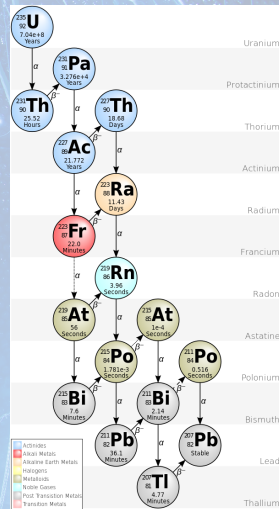 235
92
U
7.04e+8
Years
Uranium
α
231
91
Pa
3.276e+4
Years
Protactinium
231
90
Th
25.52
Hours
β⁻
227
90
Th
18.68
Days
Thorium
α
227
89
Ac
21.772
Years
β⁻
α
Actinium
223
88
Ra
11.43
Days
Radium
α
223
87
Fr
22.0
Minutes
β⁻
α
Francium
219
86
Rn
3.96
Seconds
Radon
α
219
85
At
56
Seconds
β⁻
α
215
85
At
1e-4
Seconds
Astatine
α
215
84
Po
1.781e-3
Seconds
β⁻
α
211
84
Po
0.516
Seconds
Polonium
215
83
Bi
7.6
Minutes
β⁻
α
211
83
Bi
2.14
Minutes
β⁻
α
Bismuth
211
82
Pb
36.1
Minutes
β⁻
α
207
82
Pb
Stable
Lead
207
81
Tl
4.77
Minutes
β⁻
Thallium
Actinides
Alkali Metals
Alkaline Earth Metals
Halogens
Metalloids
Noble Gases
Post Transition Metals
Transition Metals